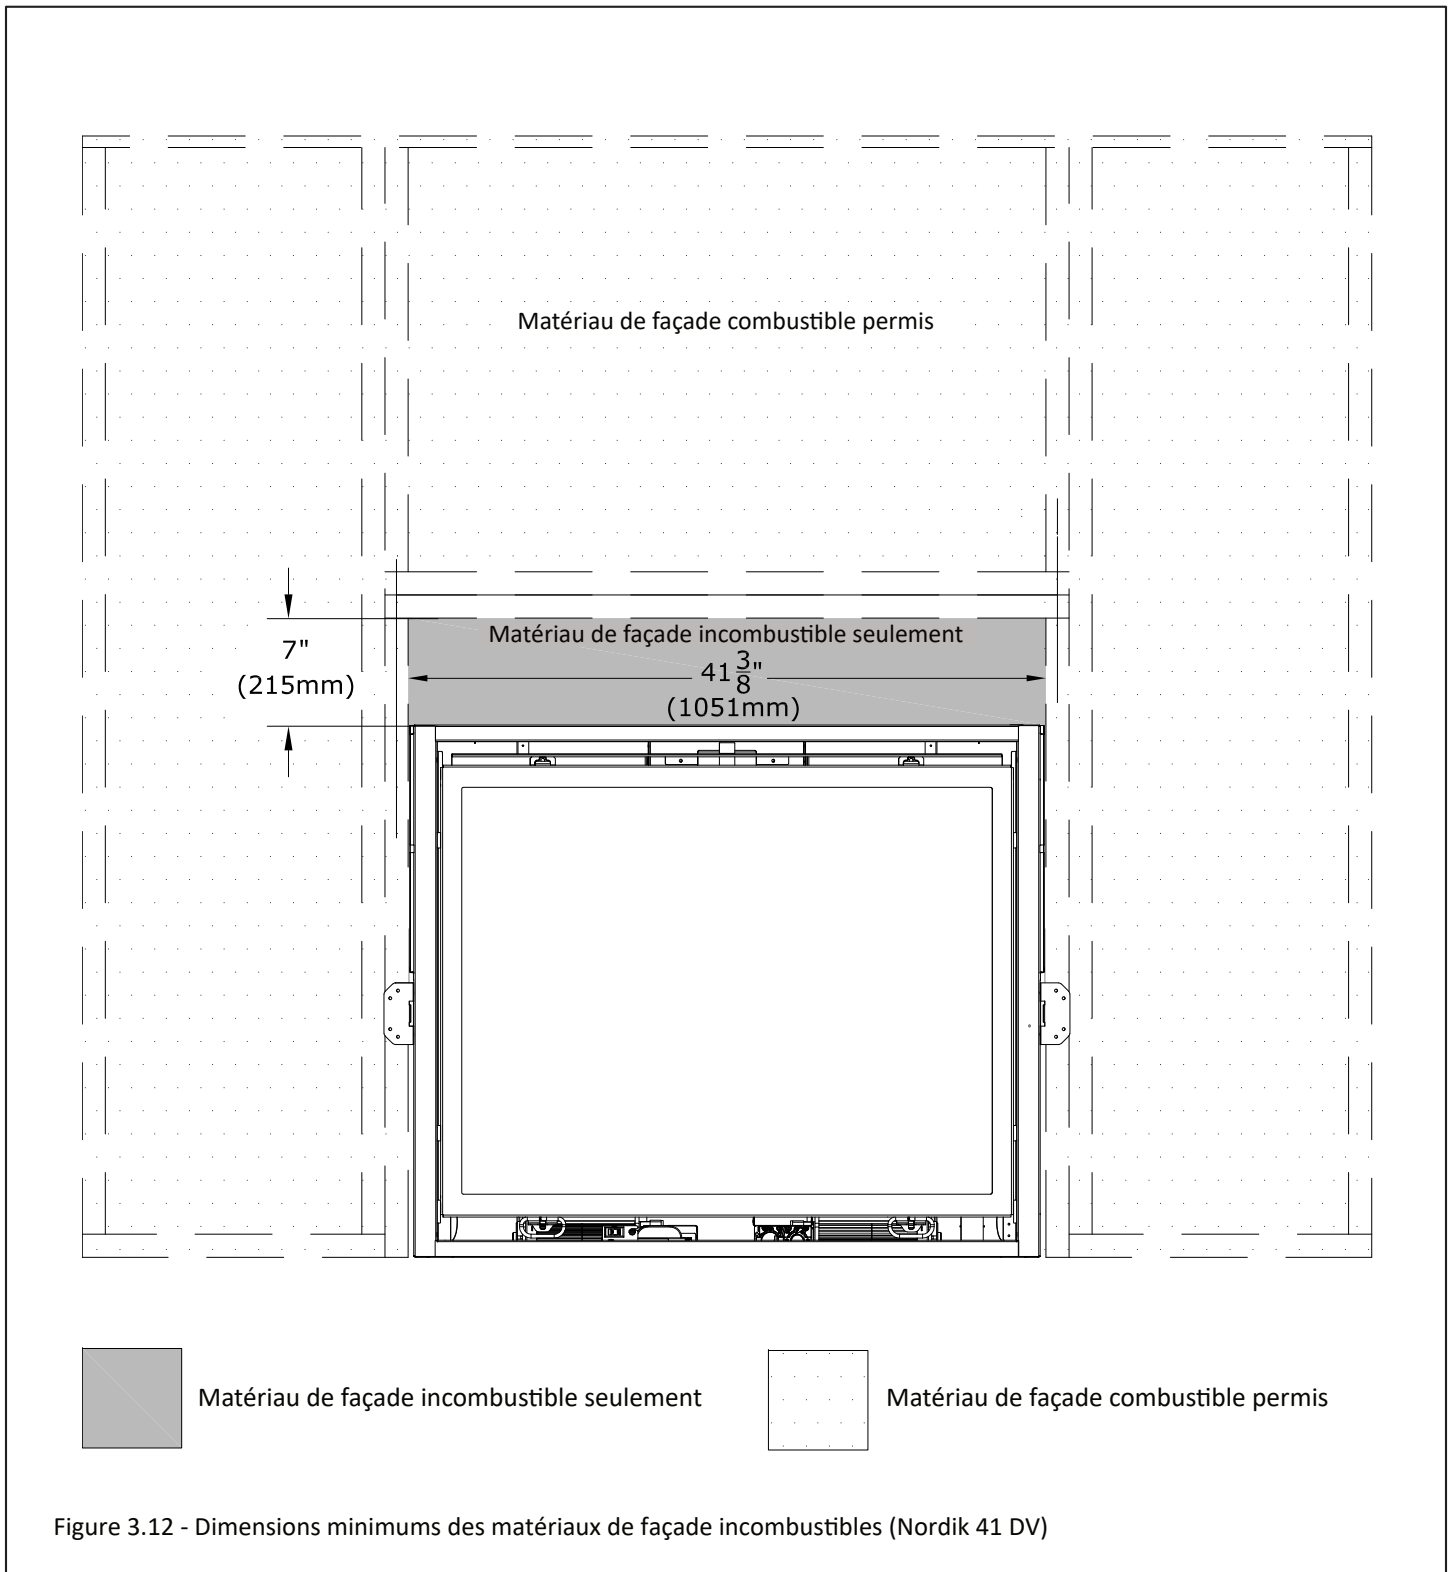 Matériau de façade combustible permis
Matériau de façade incombustible seulement
7"
(215mm)
41 3/8"
(1051mm)
Matériau de façade incombustible seulement
Matériau de façade combustible permis
Figure 3.12 - Dimensions minimums des matériaux de façade incombustibles (Nordik 41 DV)